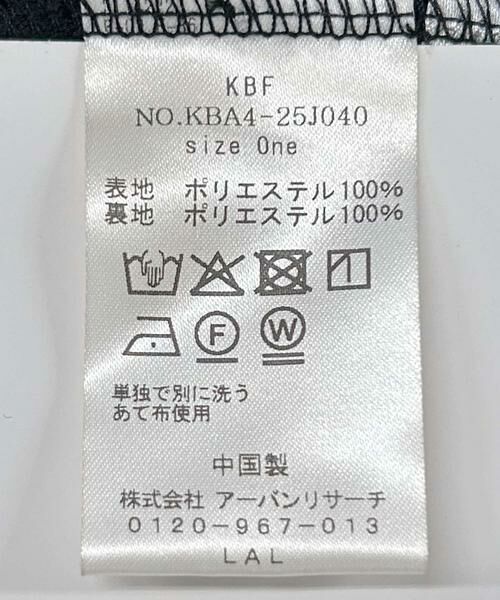 KBF
NO.KBA4-25J040
size One
表地 ポリエステル100%
裏地 ポリエステル100%
F W
単独で別に洗う
あて布使用
中国製
株式会社 アーバンリサーチ
0120-967-013
LAL